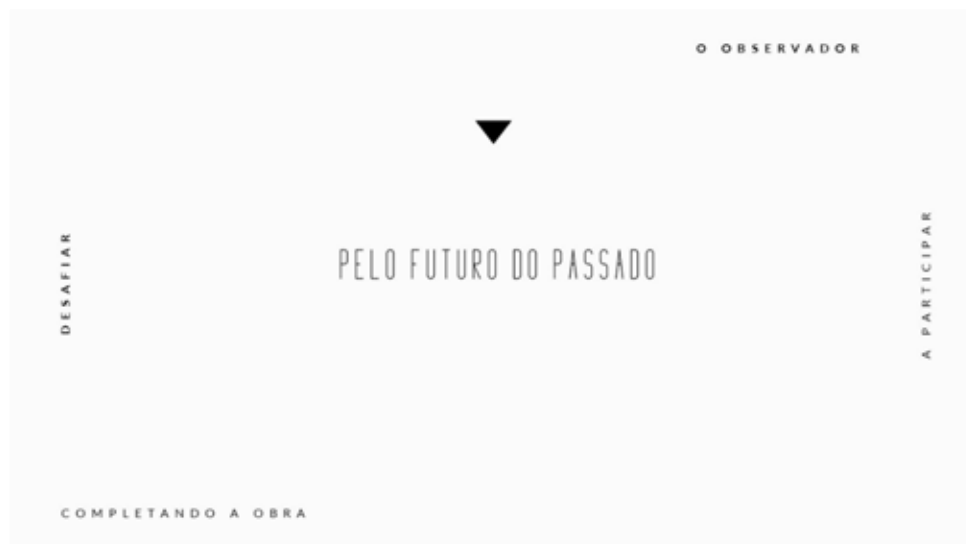 O OBSERVADOR
DESAFIAR
PELO FUTURO DO PASSADO
A PARTICIPAR
COMPLETANDO A OBRA